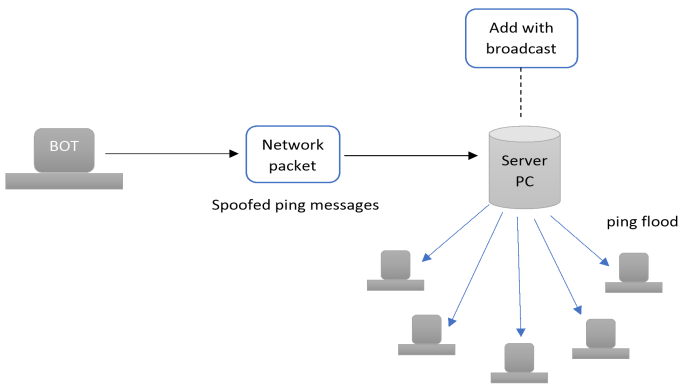 Add with
broadcast
BOT
Network
packet
Server
PC
Spoofed ping messages
ping flood